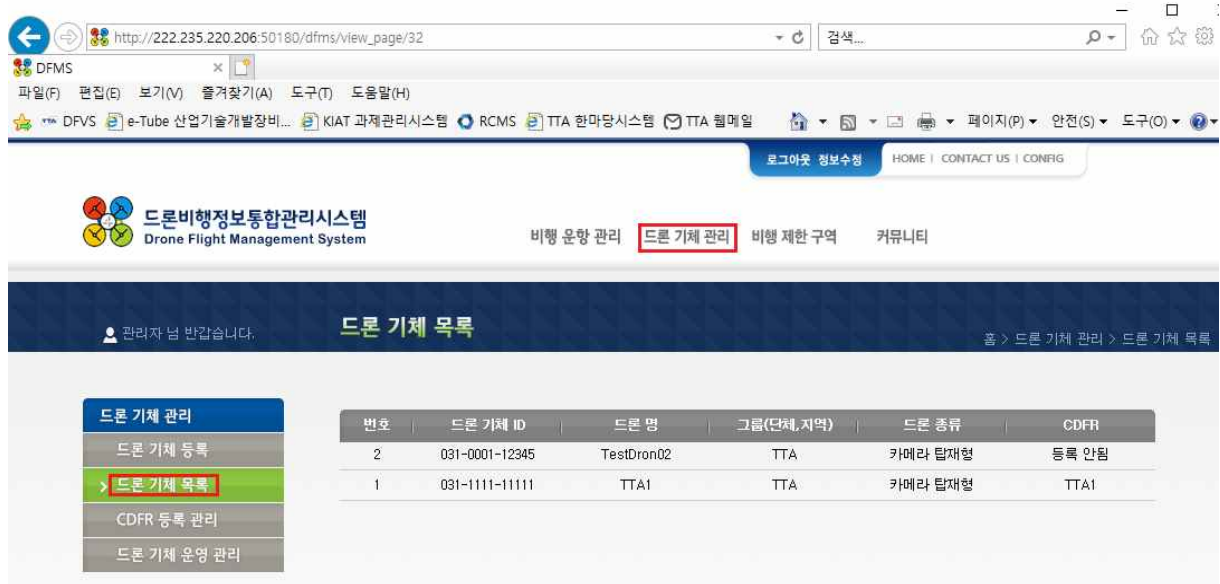 http://222.235.220.206:50180/dfms/view_page/32
검색...
DFMS
파일(F) 편집(E) 보기(V) 즐겨찾기(A) 도구(T) 도움말(H)
DFVS e-Tube 산업기술개발장비... KIAT 과제관리시스템 RCMS TTA 한마당시스템 TTA 웹메일 페이지(P) 안전(S) 도구(O)
로그아웃 정보수정 HOME | CONTACT US | CONFIG
드론비행정보통합관리시스템
Drone Flight Management System
비행 운항 관리 드론 기체 관리 비행 제한 구역 커뮤니티
관리자 님 반갑습니다.
드론 기체 목록
홈 > 드론 기체 관리 > 드론 기체 목록
드론 기체 관리
드론 기체 등록
> 드론 기체 목록
CDFR 등록 관리
드론 기체 운영 관리
번호 드론 기체 ID 드론 명 그룹(단체,지역) 드론 종류 CDFR
2 031-0001-12345 TestDron02 TTA 카메라 탑재형 등록 안됨
1 031-1111-11111 TTA1 TTA 카메라 탑재형 TTA1